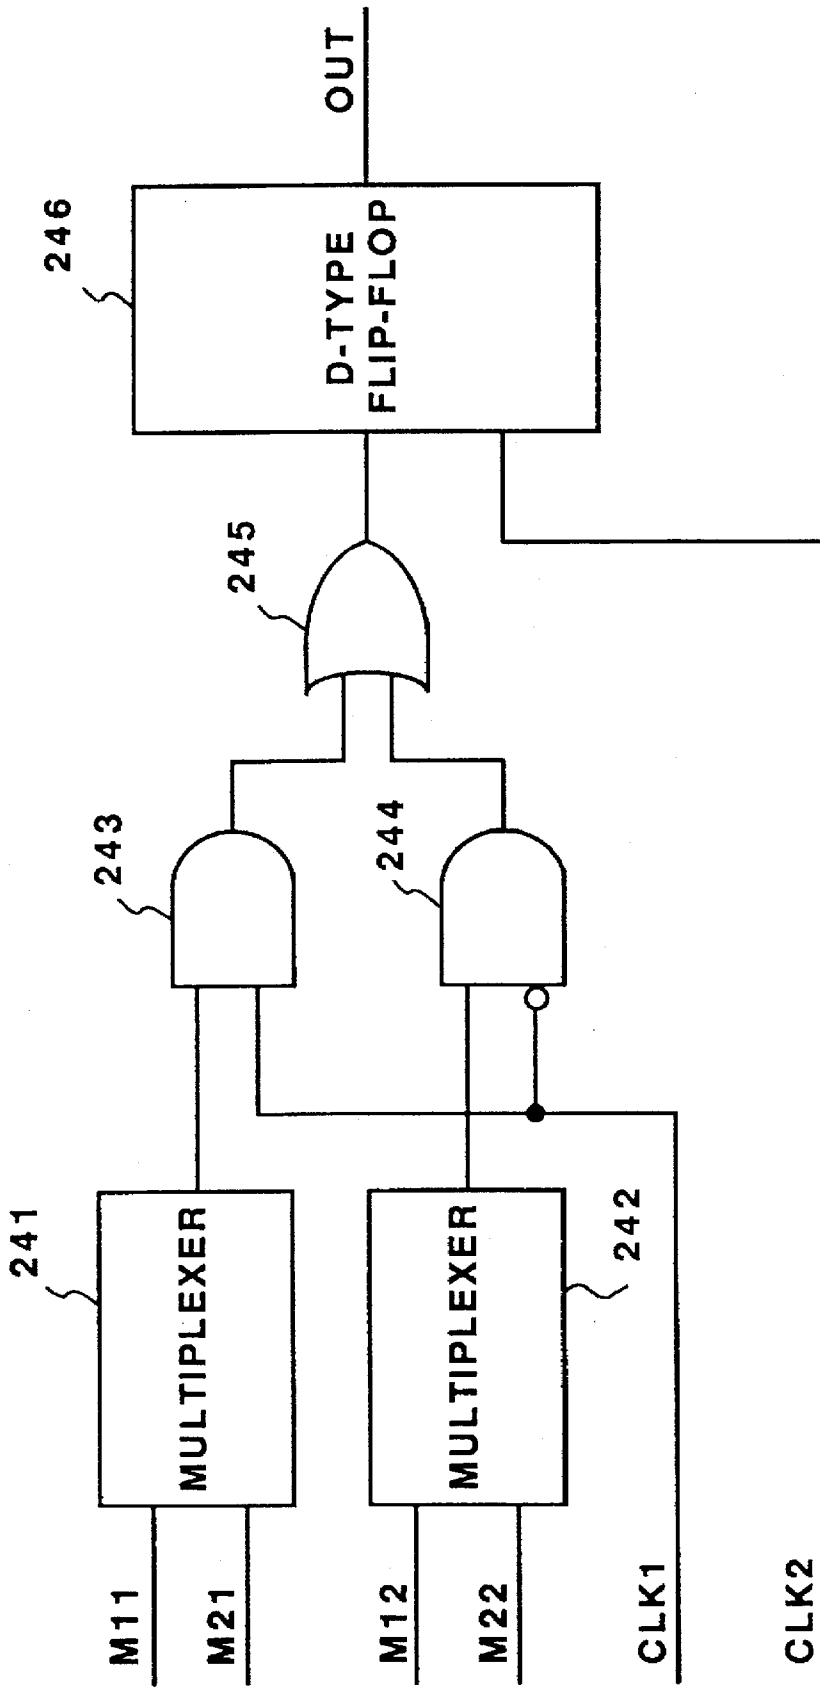 M11
M21
241
MULTIPLEXER
M12
M22
242
MULTIPLEXER
CLK1
CLK2
243
244
245
246
D-TYPE
FLIP-FLOP
OUT